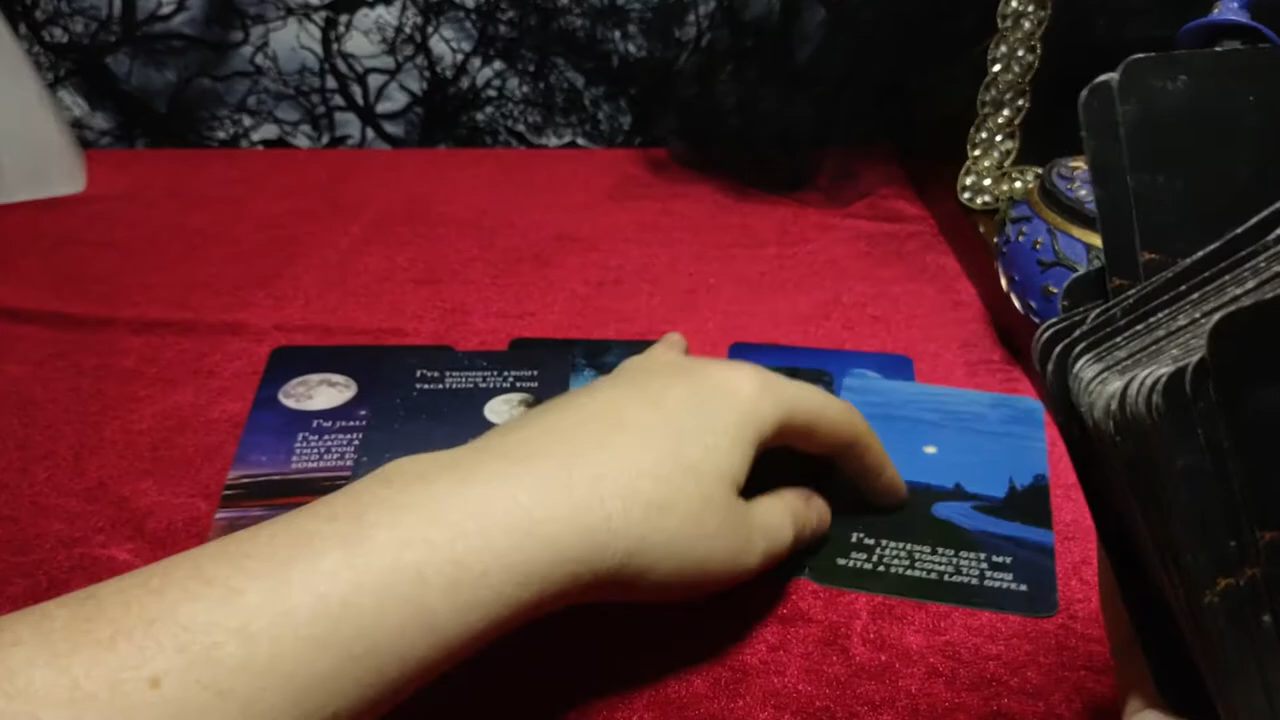 I'M
I'M AFRAI
ALREADY A
THAT YOU
END UP
SOMEONE
I'VE THOUGHT ABOUT
GOING ON A
VACATION WITH YOU
I'M TRYING TO GET MY
LIFE TOGETHER
SO I CAN COME TO YOU
WITH A STABLE LOVE OFFER